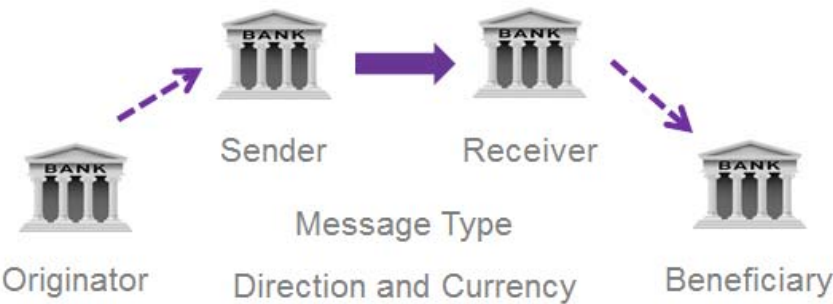 BANK
BANK
Sender
Receiver
BANK
BANK
Message Type
Originator
Direction and Currency
Beneficiary